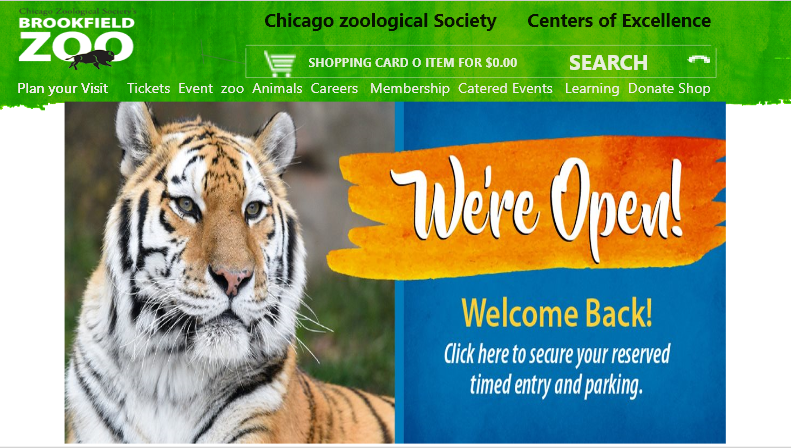 Chicago Zoological Society's
BROOKFIELD
ZOO
Chicago zoological Society Centers of Excellence
SHOPPING CARD O ITEM FOR $0.00 SEARCH
Plan your Visit Tickets Event zoo Animals Careers Membership Catered Events Learning Donate Shop
We're Open!
Welcome Back!
Click here to secure your reserved
timed entry and parking.